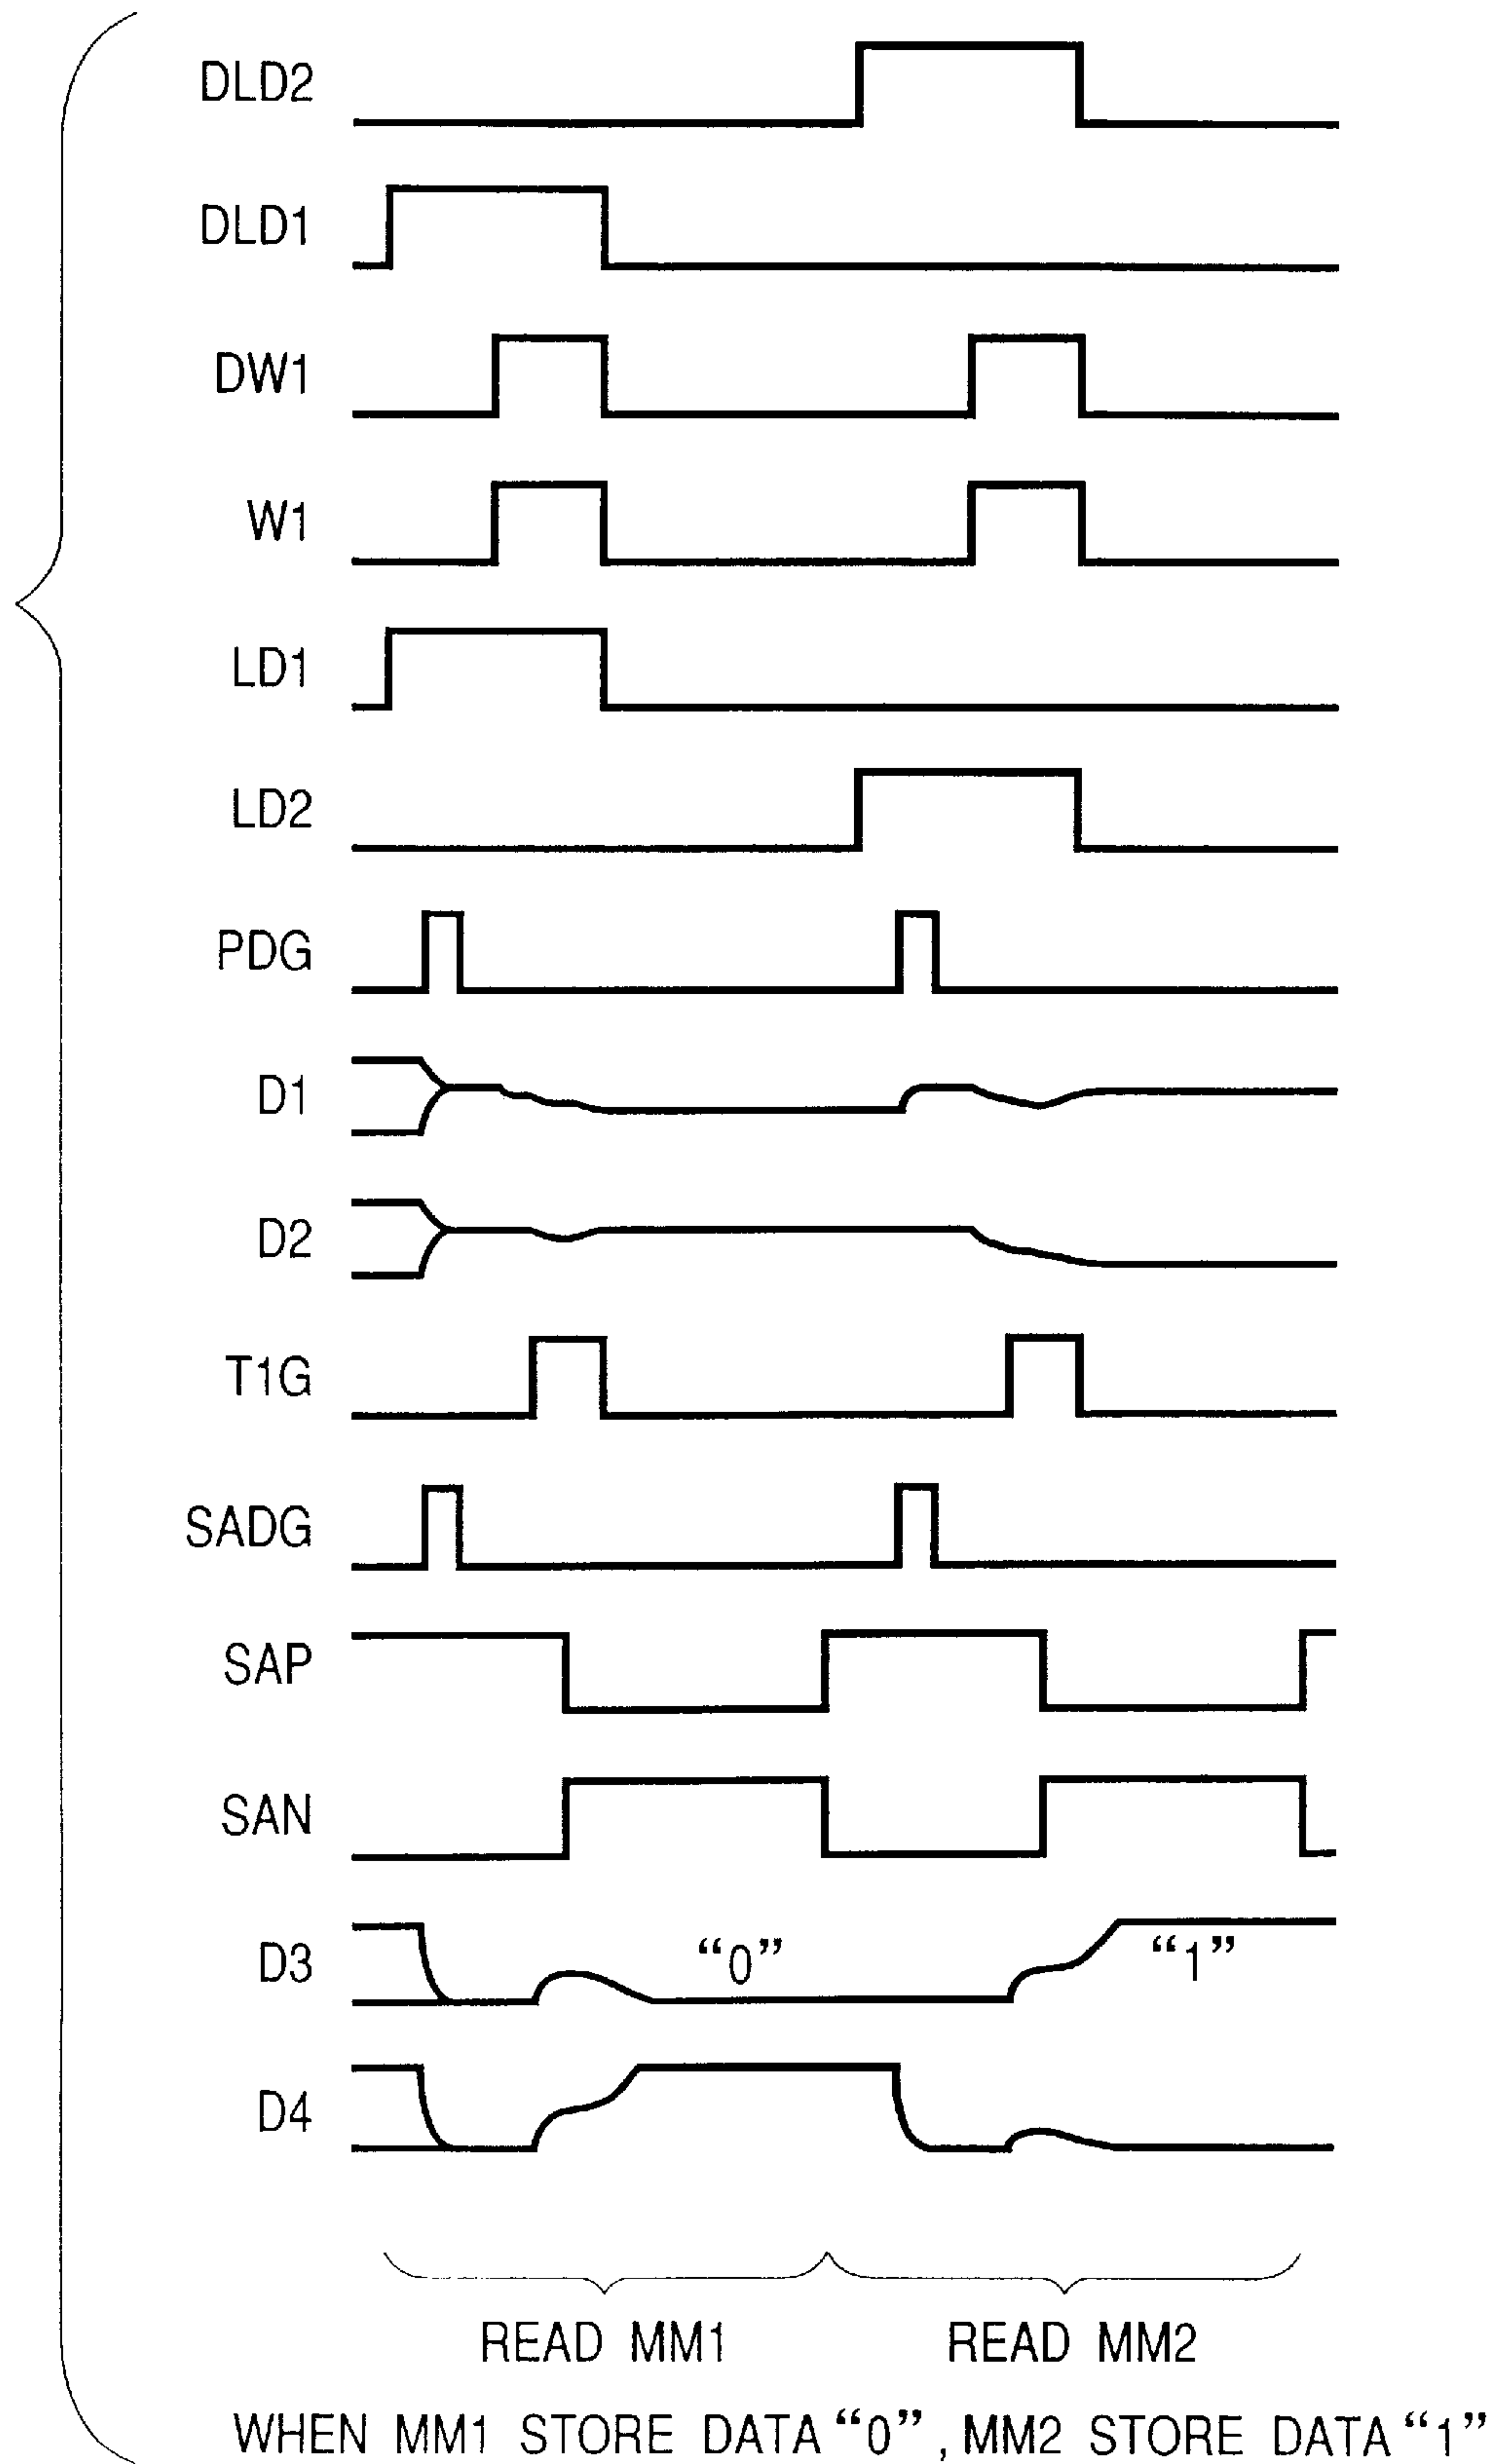 DLD2
DLD1
DW1
W1
LD1
LD2
PDG
D1
D2
T1G
SADG
SAP
SAN
D3 “0” “1”
D4
READ MM1 READ MM2
WHEN MM1 STORE DATA “0”, MM2 STORE DATA “1”